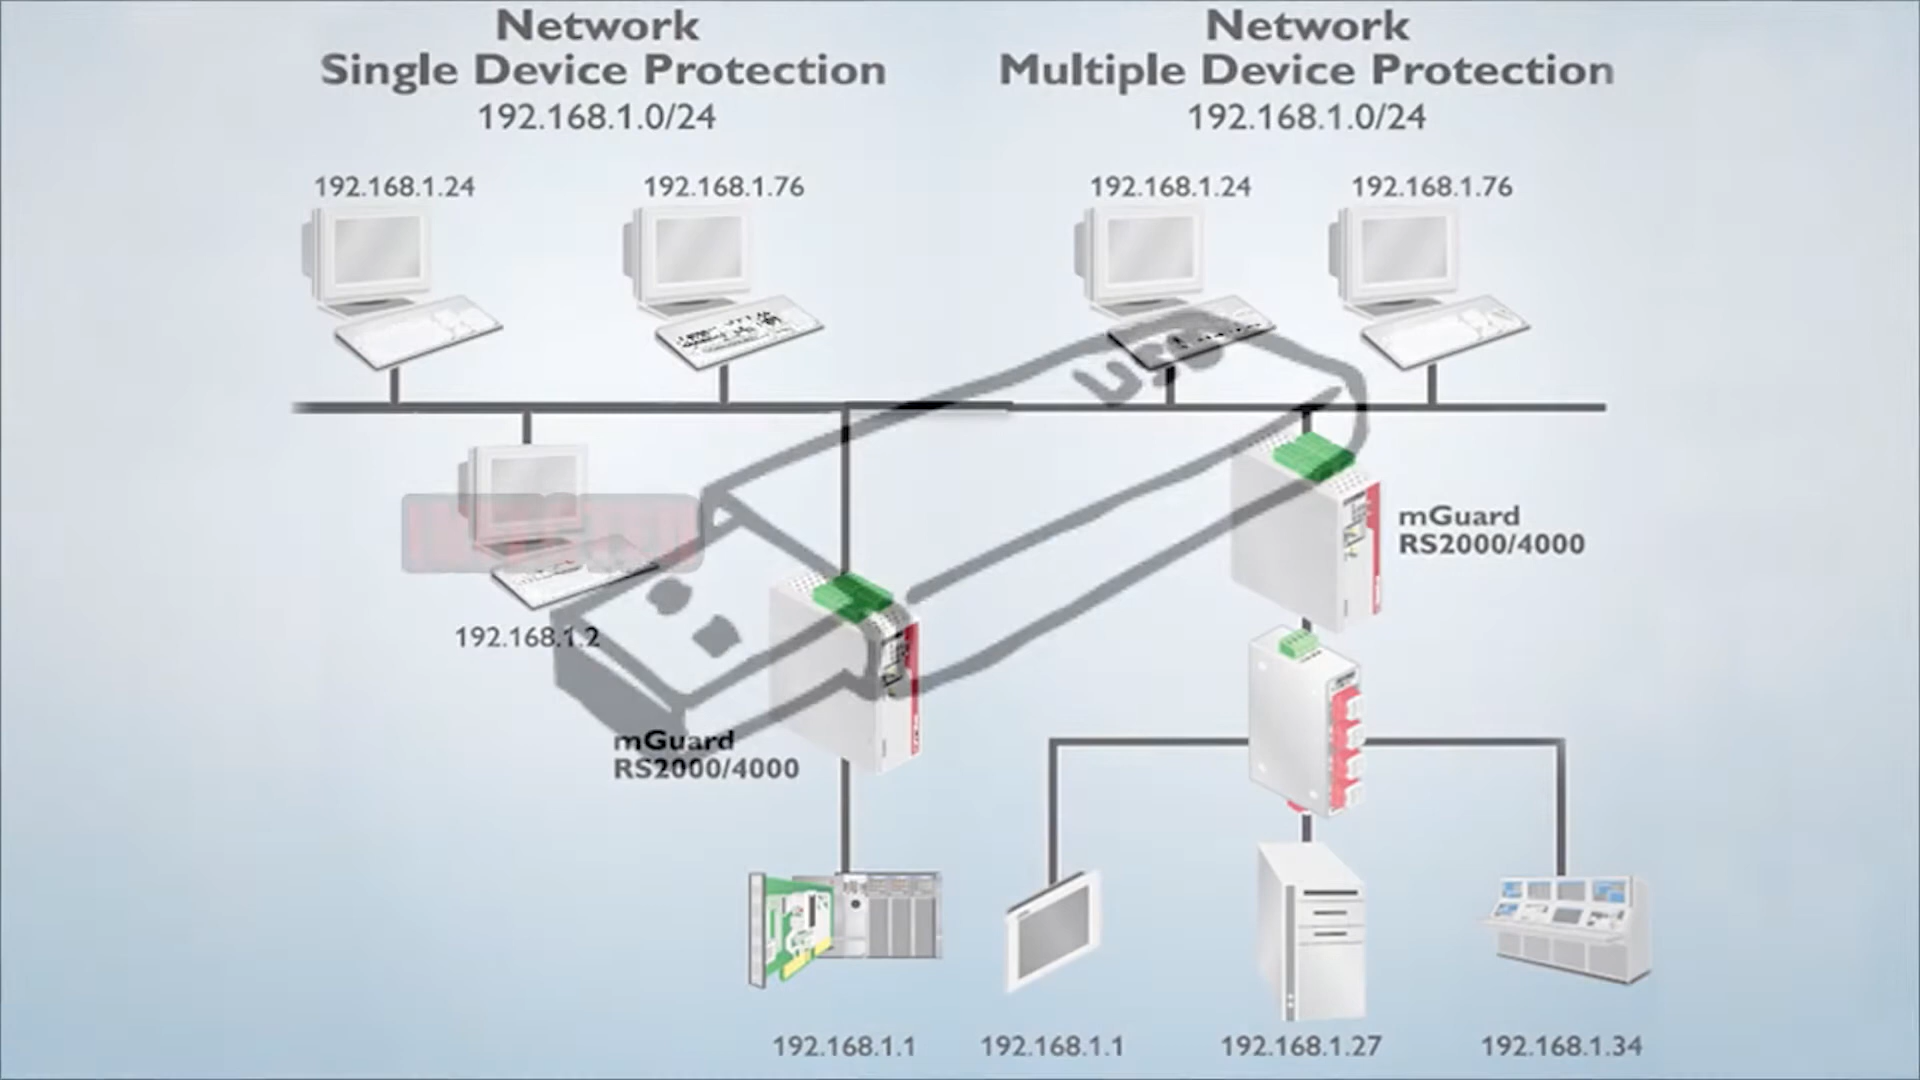 Network
Single Device Protection
192.168.1.0/24
Network
Multiple Device Protection
192.168.1.0/24
192.168.1.24
192.168.1.76
192.168.1.24
192.168.1.76
USB
mGuard
RS2000/4000
192.168.1.2
mGuard
RS2000/4000
192.168.1.1
192.168.1.1
192.168.1.27
192.168.1.34